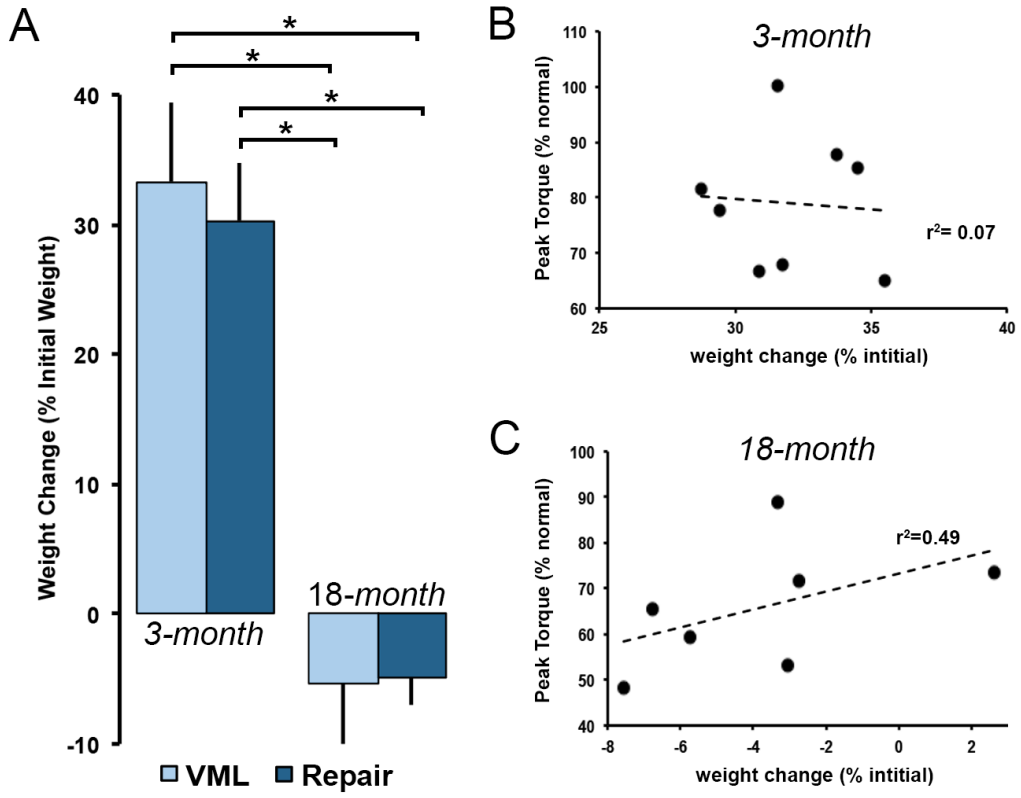 A
*
*
*
*
Weight Change (% Initial Weight)
40
30
20
10
0
-10
3-month
18-month
VML
Repair
B
3-month
Peak Torque (% normal)
110
100
90
80
70
60
r²= 0.07
25
30
35
40
weight change (% intitial)
C
18-month
Peak Torque (% normal)
100
90
80
70
60
50
40
r²=0.49
-8
-6
-4
-2
0
2
weight change (% intitial)